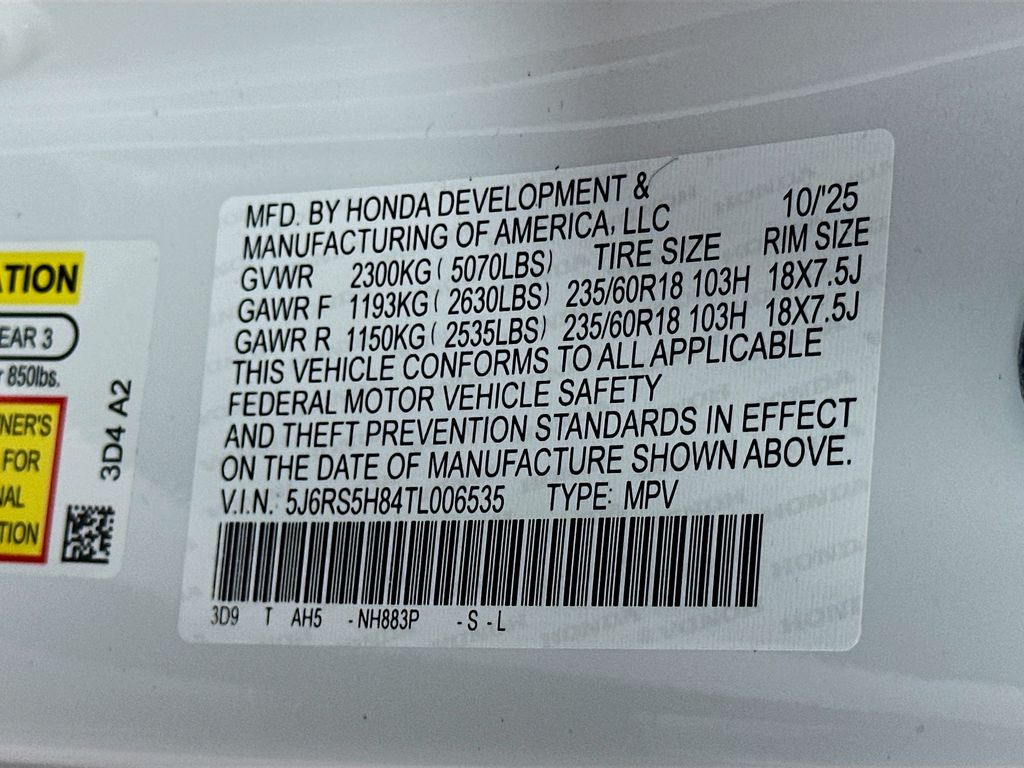 ATION
EAR 3
r 850lbs.
NER'S
FOR
NAL
TION
3D4 A2
MFD. BY HONDA DEVELOPMENT &
MANUFACTURING OF AMERICA, LLC 10/'25
GVWR 2300KG ( 5070LBS) TIRE SIZE RIM SIZE
GAWR F 1193KG ( 2630LBS) 235/60R18 103H 18X7.5J
GAWR R 1150KG ( 2535LBS) 235/60R18 103H 18X7.5J
THIS VEHICLE CONFORMS TO ALL APPLICABLE
FEDERAL MOTOR VEHICLE SAFETY
AND THEFT PREVENTION STANDARDS IN EFFECT
ON THE DATE OF MANUFACTURE SHOWN ABOVE.
V.I.N.: 5J6RS5H84TL006535 TYPE: MPV
3D9 T AH5 -NH883P -S -L